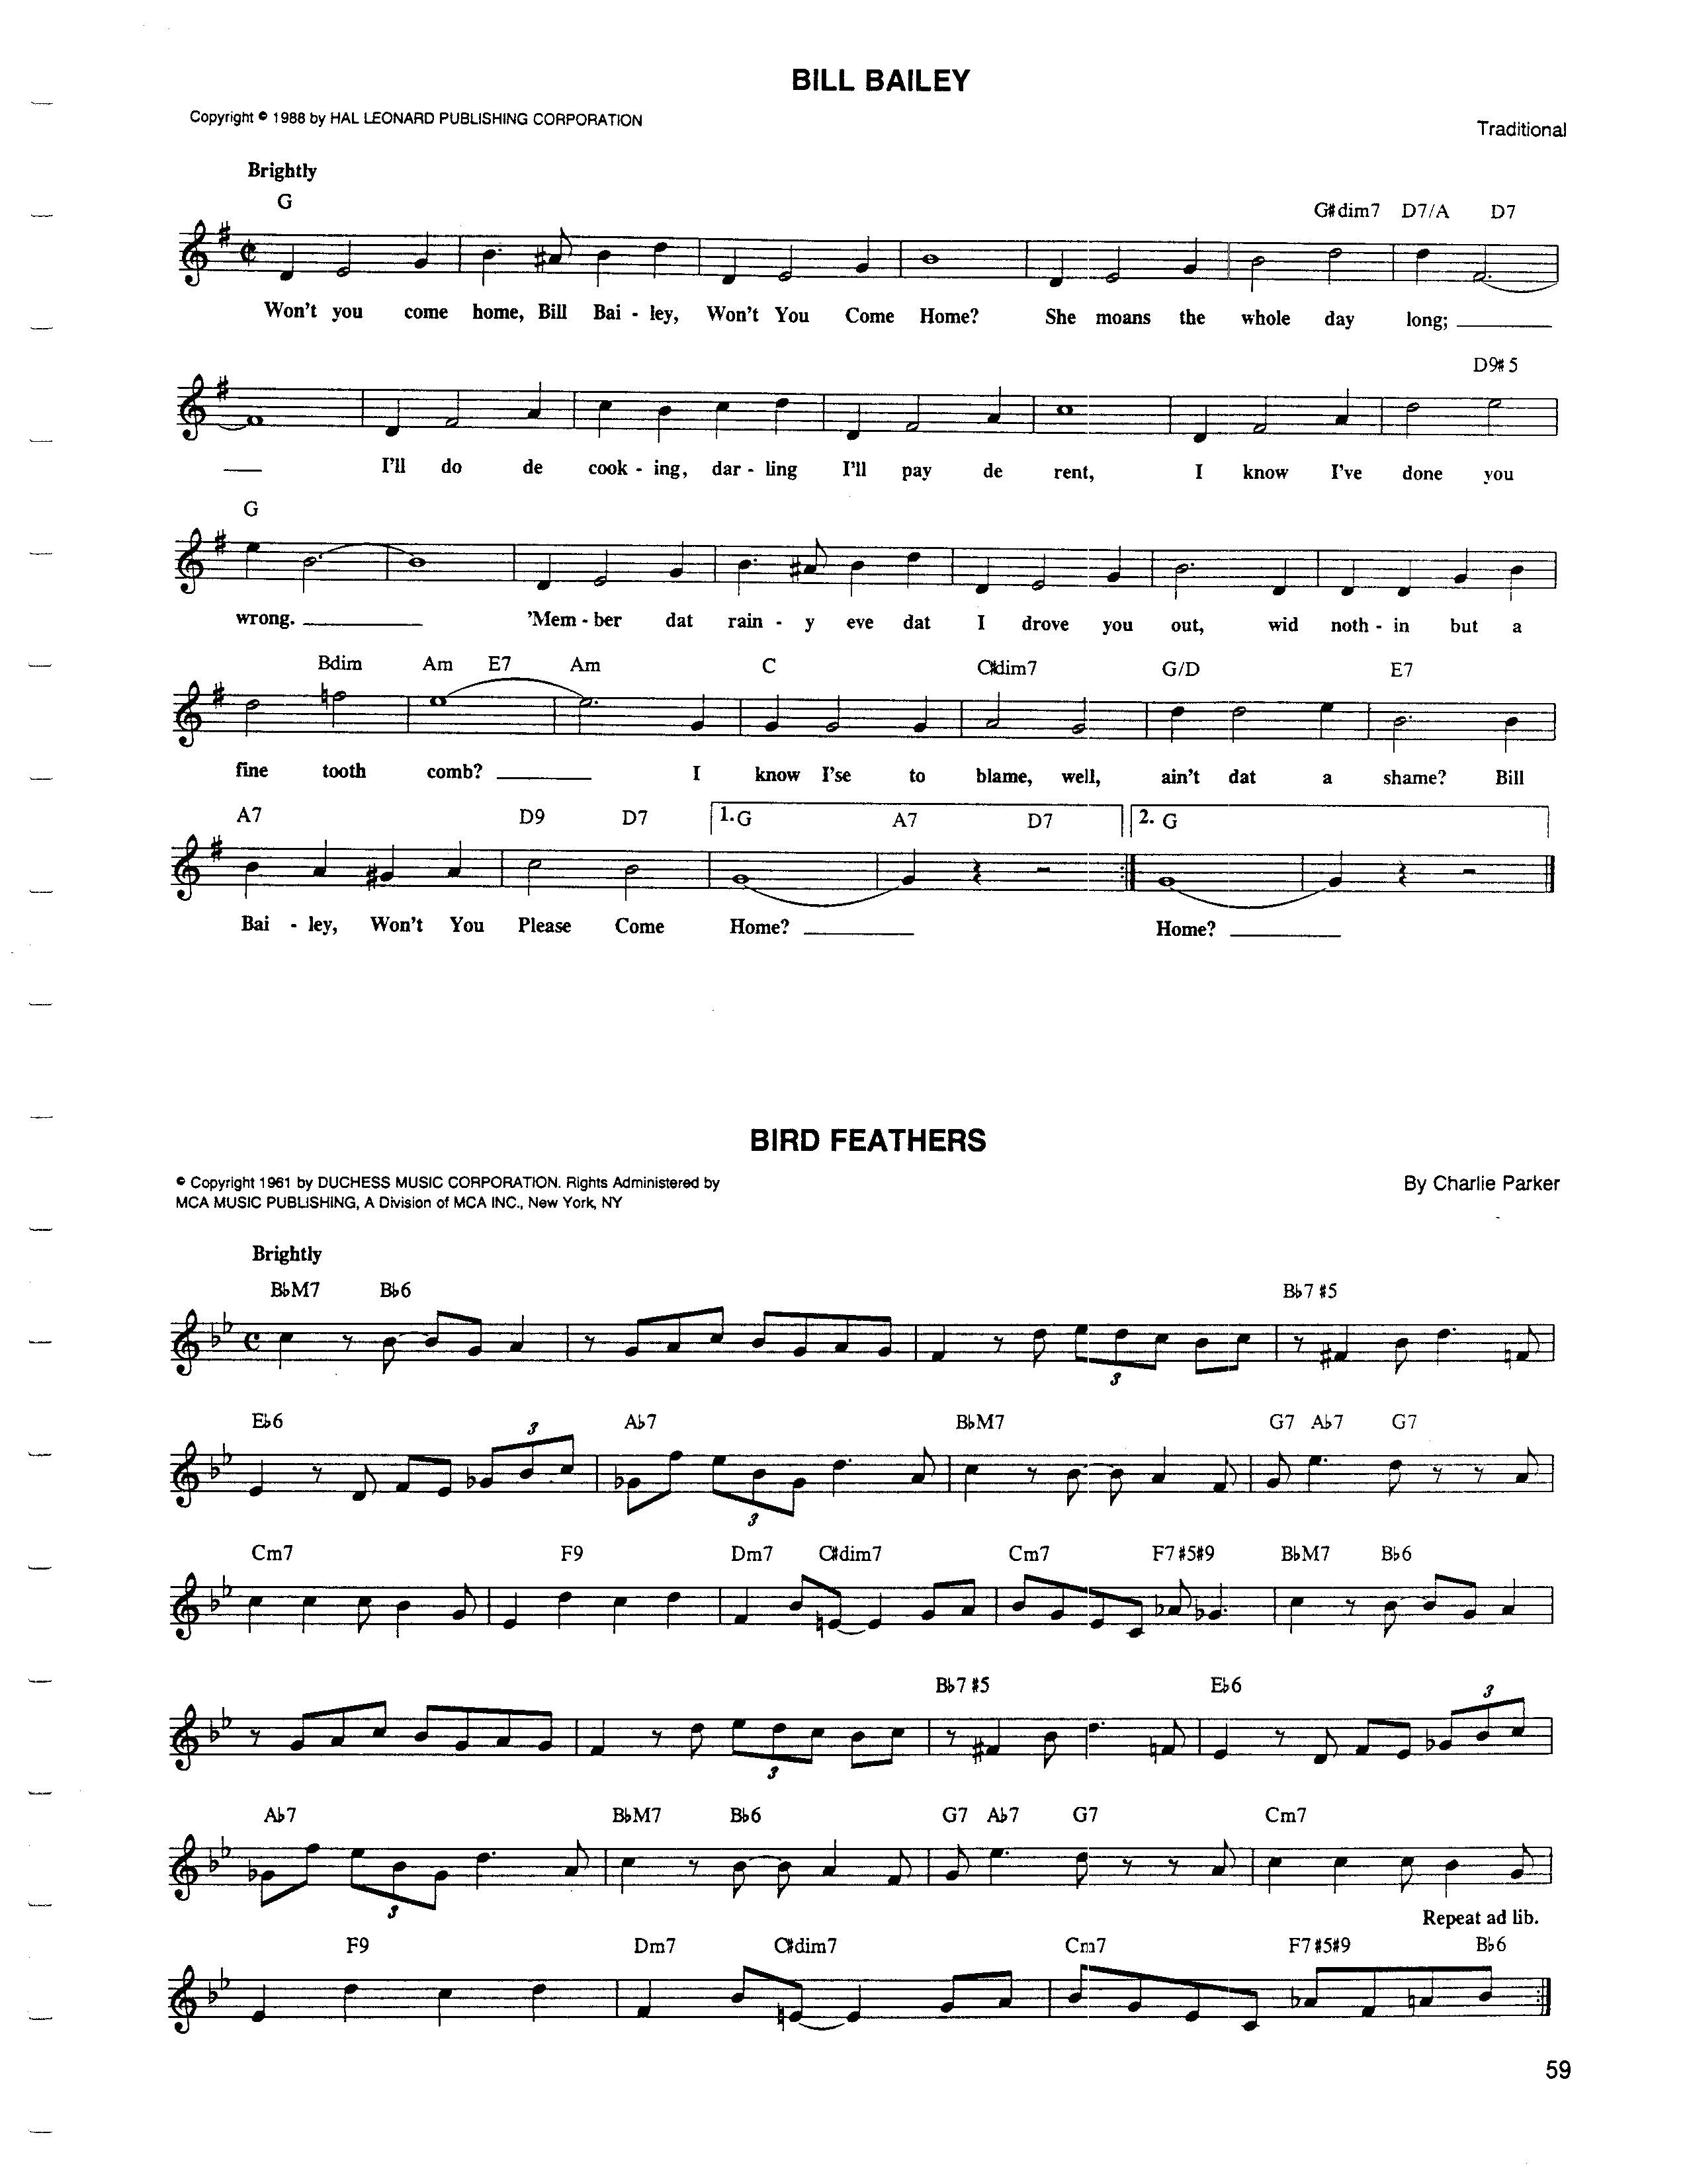 BILL BAILEY
Copyright © 1988 by HAL LEONARD PUBLISHING CORPORATION
Traditional
Brightly
G G#dim7 D7/A D7
Won't you come home, Bill Bai - ley, Won't You Come Home? She moans the whole day long;
D9#5
I'll do de cook - ing, dar - ling I'll pay de rent, I know I've done you
G
wrong. 'Mem - ber dat rain - y eve dat I drove you out, wid noth - in but a
Bdim Am E7 Am C C#dim7 G/D E7
fine tooth comb? I know I'se to blame, well, ain't dat a shame? Bill
A7 D9 D7 1. G A7 D7 2. G
Bai - ley, Won't You Please Come Home? Home?
BIRD FEATHERS
© Copyright 1961 by DUCHESS MUSIC CORPORATION. Rights Administered by
MCA MUSIC PUBLISHING, A Division of MCA INC., New York, NY
By Charlie Parker
Brightly
B♭M7 B♭6 B♭7#5
3
E♭6 3 A♭7 B♭M7 G7 A♭7 G7
3
Cm7 F9 Dm7 C#dim7 Cm7 F7#5#9 B♭M7 B♭6
B♭7#5 E♭6 3
3
A♭7 B♭M7 B♭6 G7 A♭7 G7 Cm7
3
Repeat ad lib.
F9 Dm7 C#dim7 Cm7 F7#5#9 B♭6
59